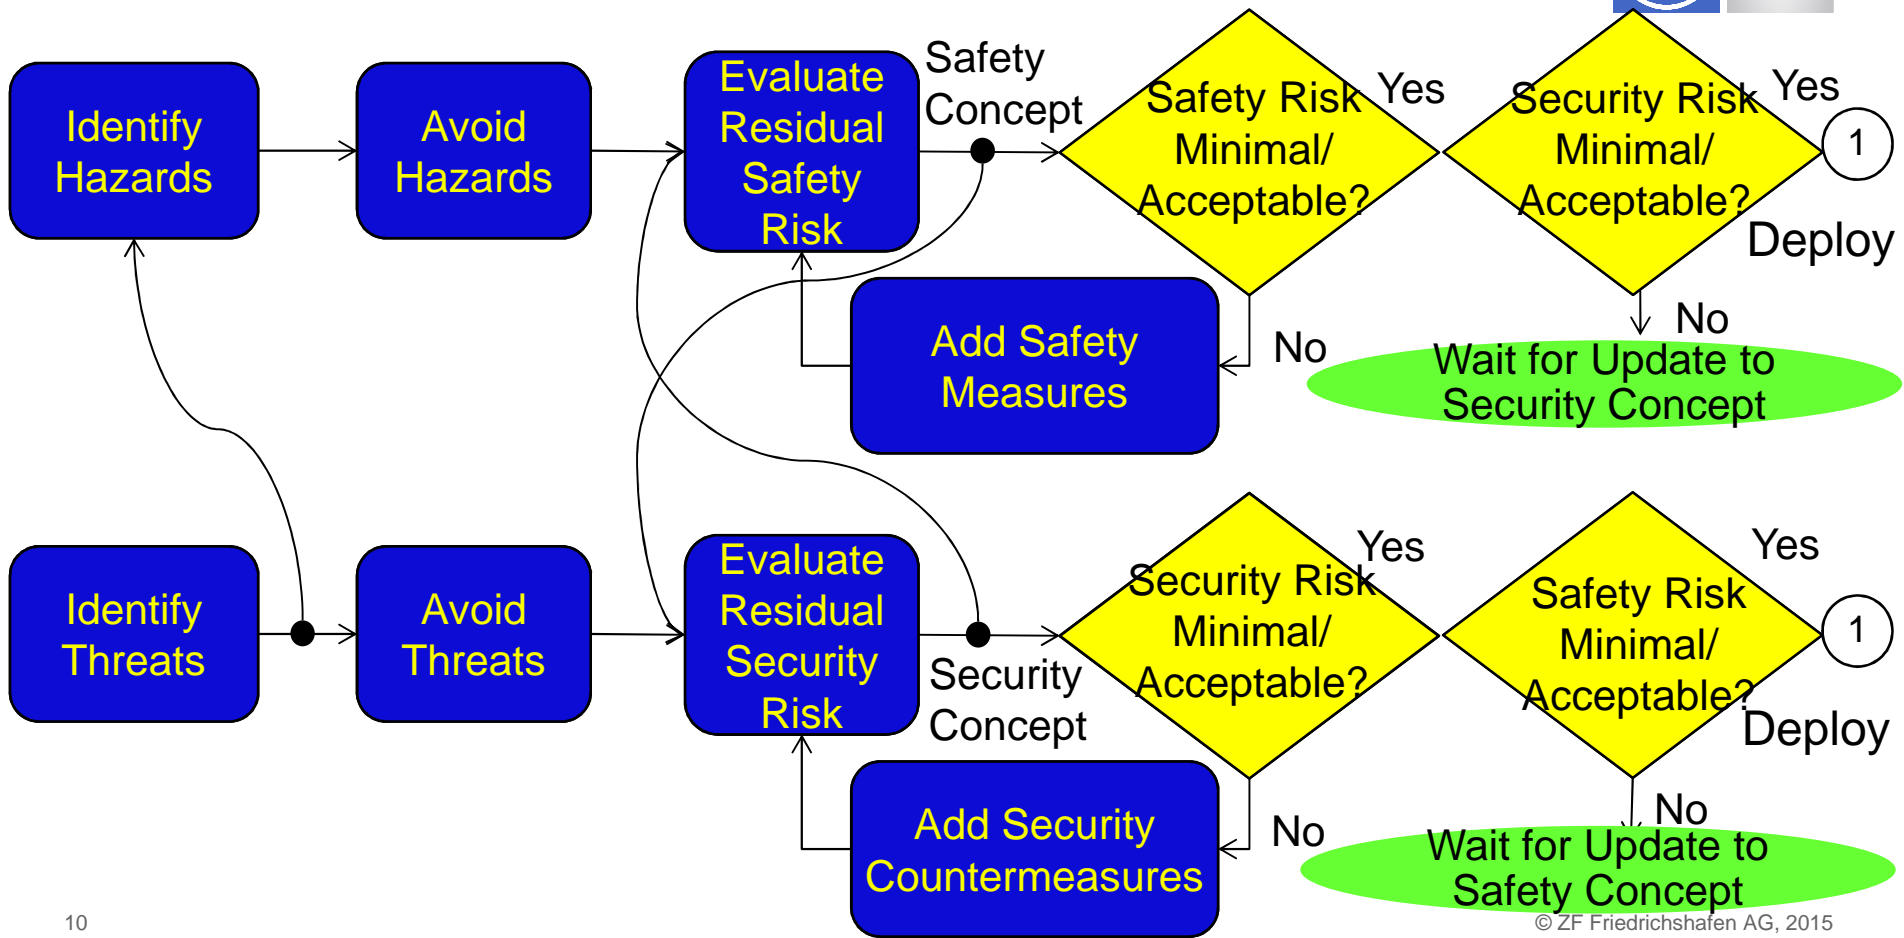 Identify
Hazards
Avoid
Hazards
Evaluate
Residual
Safety
Risk
Safety
Concept
Safety Risk
Minimal/
Acceptable?
Yes
Security Risk
Minimal/
Acceptable?
Yes
1
Deploy
Add Safety
Measures
No
No
Wait for Update to
Security Concept
Identify
Threats
Avoid
Threats
Evaluate
Residual
Security
Risk
Security
Concept
Security Risk
Minimal/
Acceptable?
Yes
Safety Risk
Minimal/
Acceptable?
Yes
1
Deploy
Add Security
Countermeasures
No
No
Wait for Update to
Safety Concept
10
© ZF Friedrichshafen AG, 2015